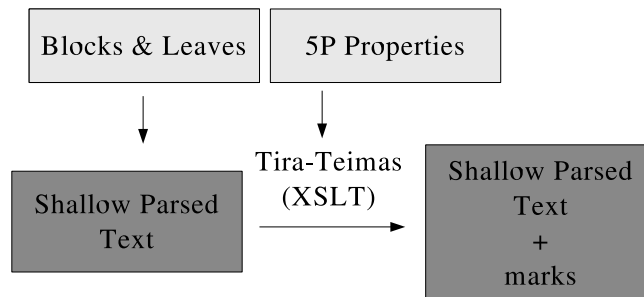 Blocks & Leaves
5P Properties
Tira-Teimas
(XSLT)
Shallow Parsed
Text
Shallow Parsed
Text
+
marks